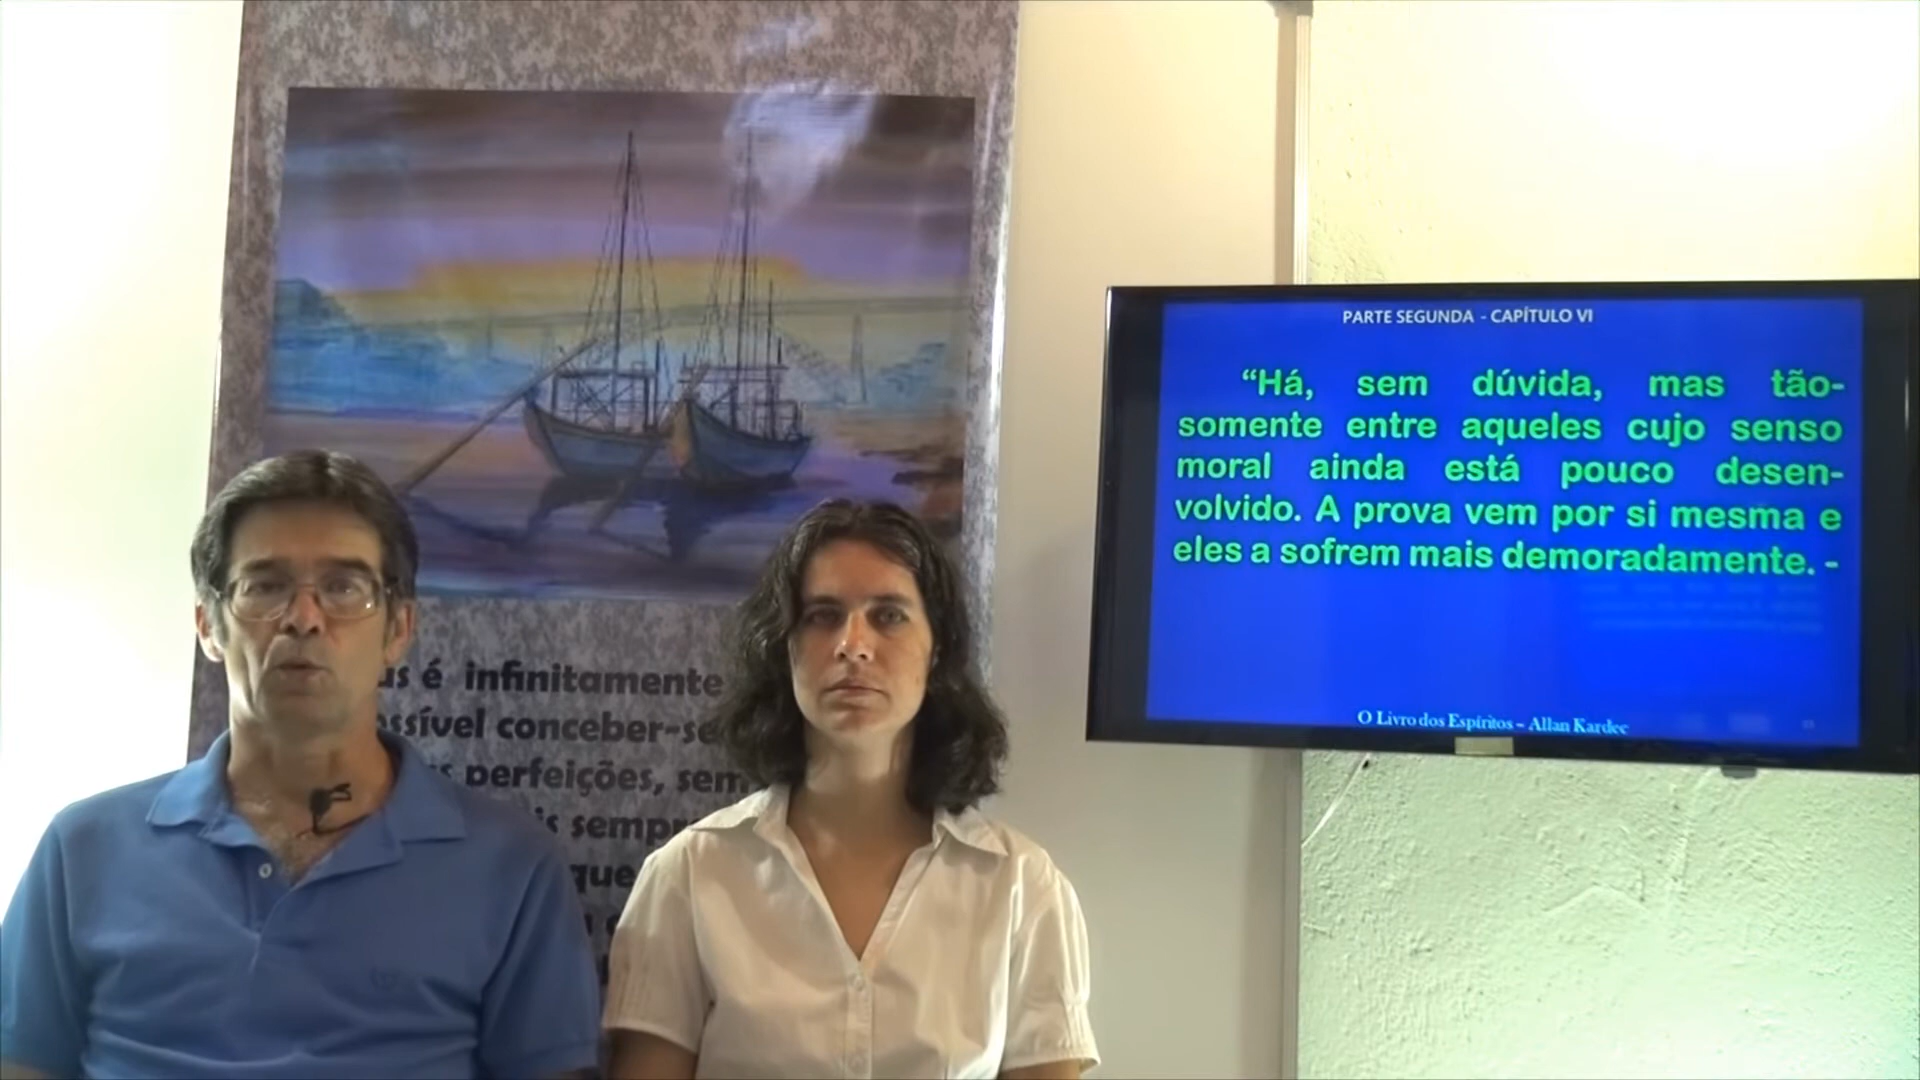 us é infinitamente
ssível conceber-se
perfeições, sem
is sempr
que
PARTE SEGUNDA - CAPÍTULO VI
“Há, sem dúvida, mas tão-
somente entre aqueles cujo senso
moral ainda está pouco desen-
volvido. A prova vem por si mesma e
eles a sofrem mais demoradamente. -
O Livro dos Espíritos – Allan Kardec